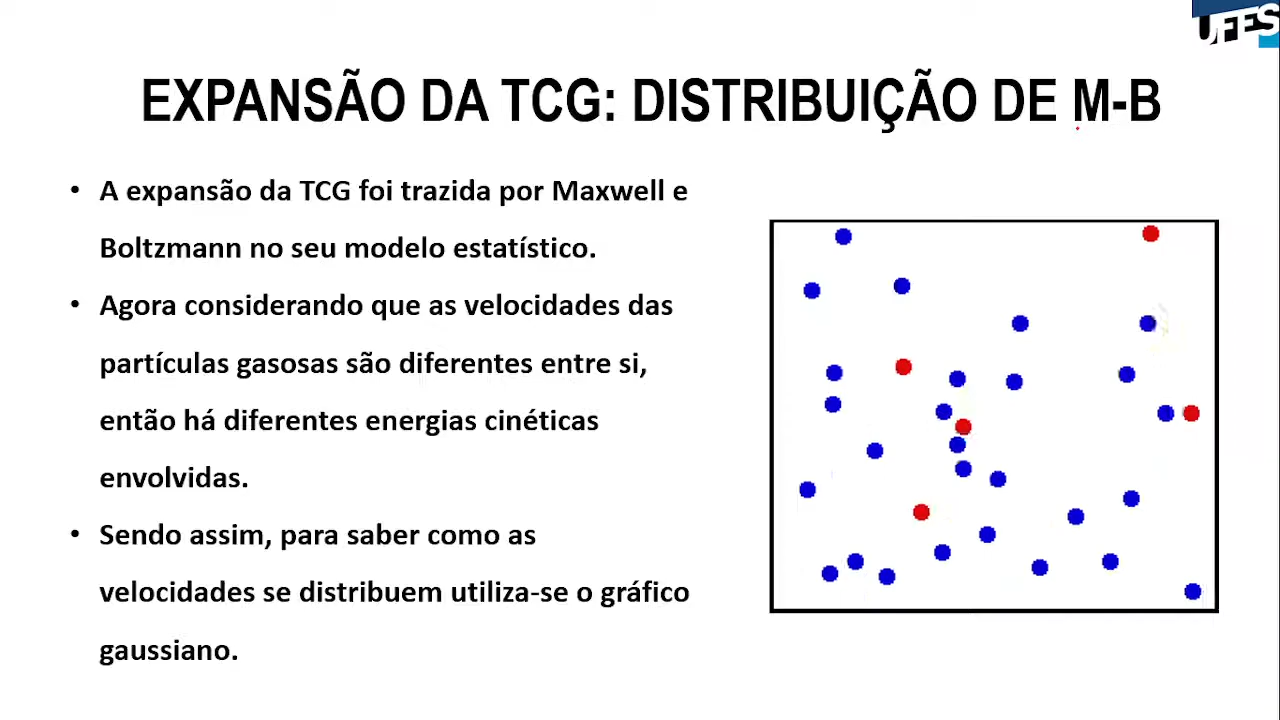 UFES
EXPANSÃO DA TCG: DISTRIBUIÇÃO DE M-B
• A expansão da TCG foi trazida por Maxwell e
Boltzmann no seu modelo estatístico.
• Agora considerando que as velocidades das
partículas gasosas são diferentes entre si,
então há diferentes energias cinéticas
envolvidas.
• Sendo assim, para saber como as
velocidades se distribuem utiliza-se o gráfico
gaussiano.